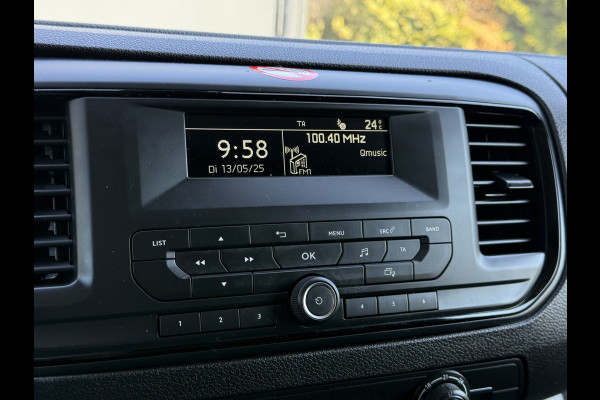 TA 24°C
9:58 100.40 MHz
Qmusic
Di 13/05/25 FM1
LIST MENU SRC BAND
OK TA
1 2 3 4 5 6